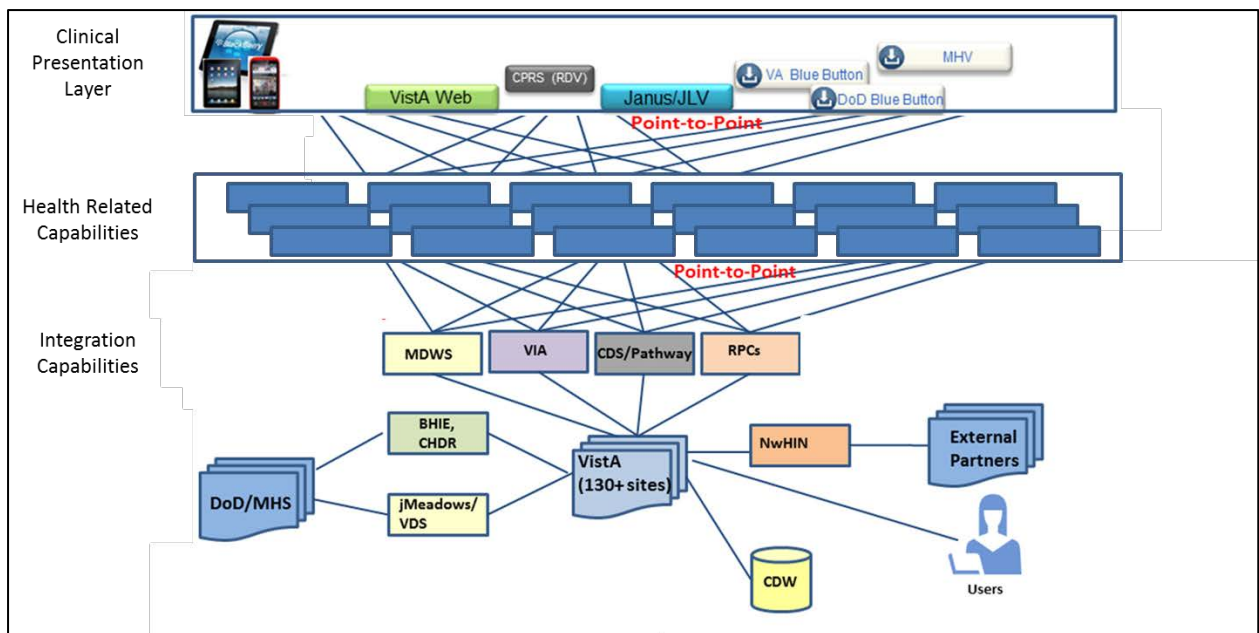 Clinical
Presentation
Layer
BlackBerry
VistA Web
CPRS (RDV)
Janus/JLV
VA Blue Button
MHV
DoD Blue Button
Point-to-Point
Health Related
Capabilities
Point-to-Point
Integration
Capabilities
MDWS
VIA
CDS/Pathway
RPCs
BHIE,
CHDR
VistA
(130+ sites)
NwHIN
External
Partners
DoD/MHS
jMeadows/
VDS
CDW
Users